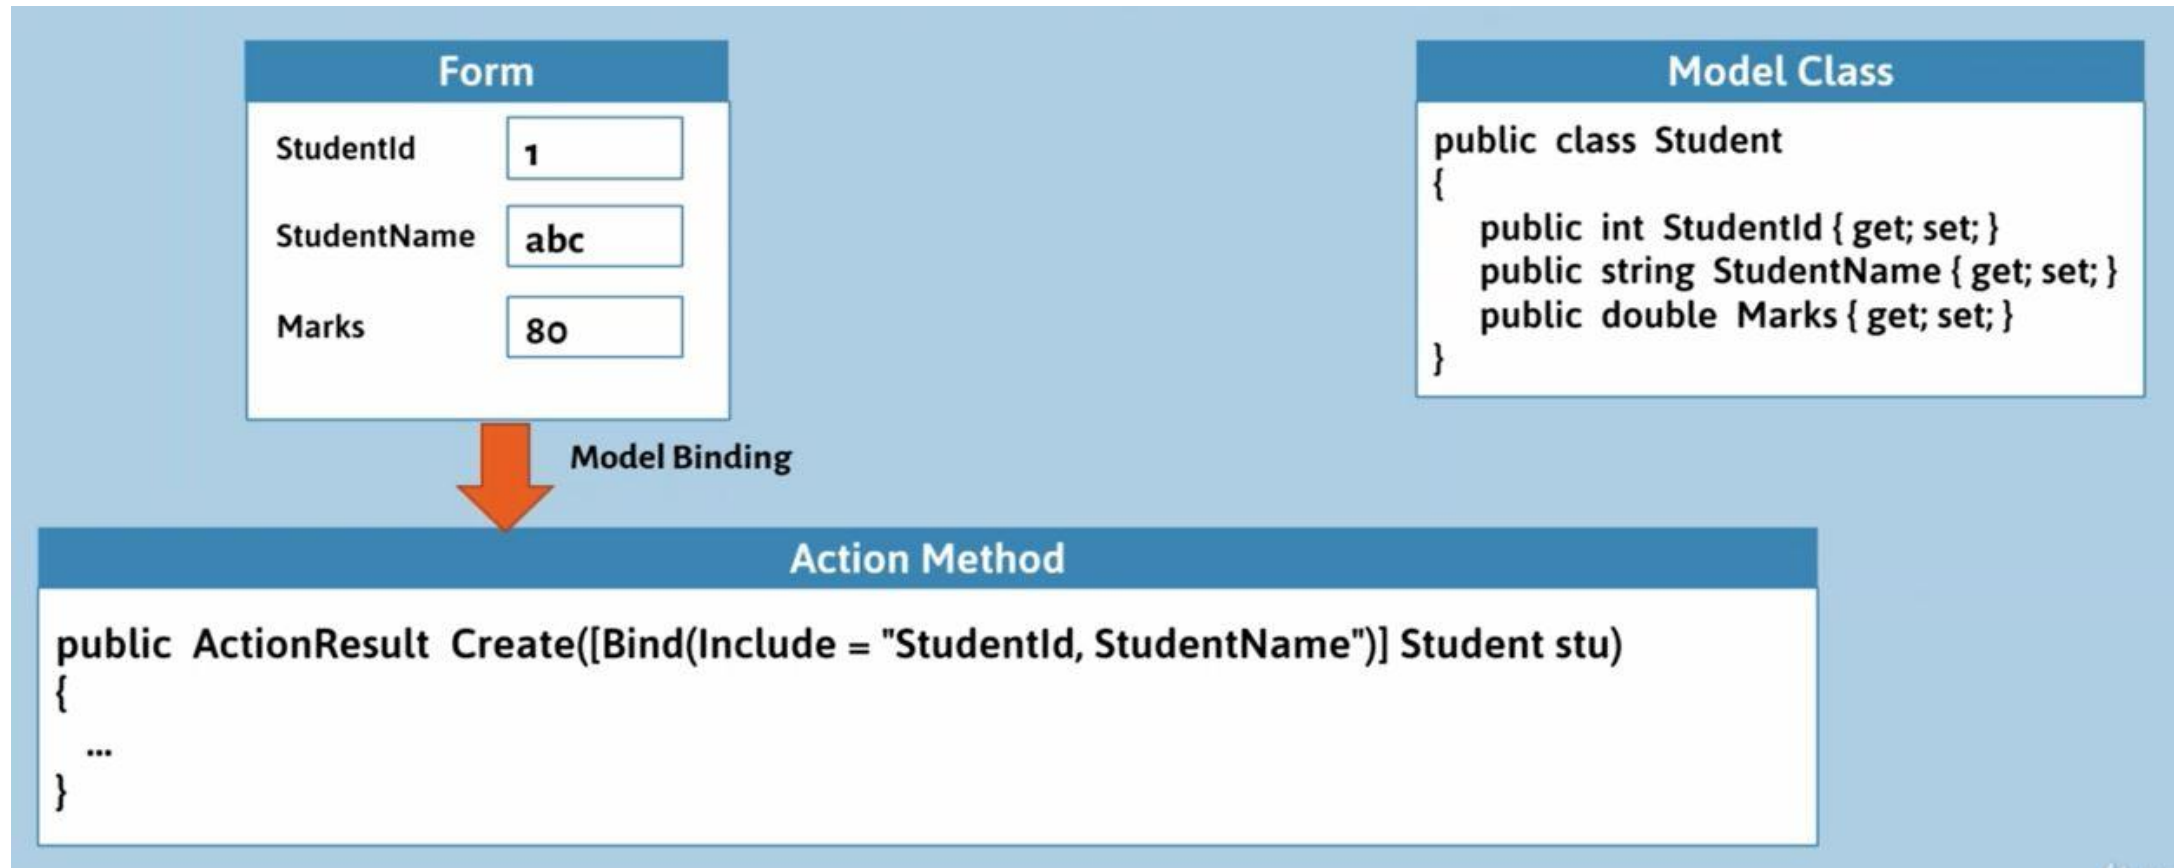 Form
StudentId 1
StudentName abc
Marks 80
Model Class
public class Student
{
public int StudentId { get; set; }
public string StudentName { get; set; }
public double Marks { get; set; }
}
Model Binding
Action Method
public ActionResult Create([Bind(Include = "StudentId, StudentName")] Student stu)
{
...
}